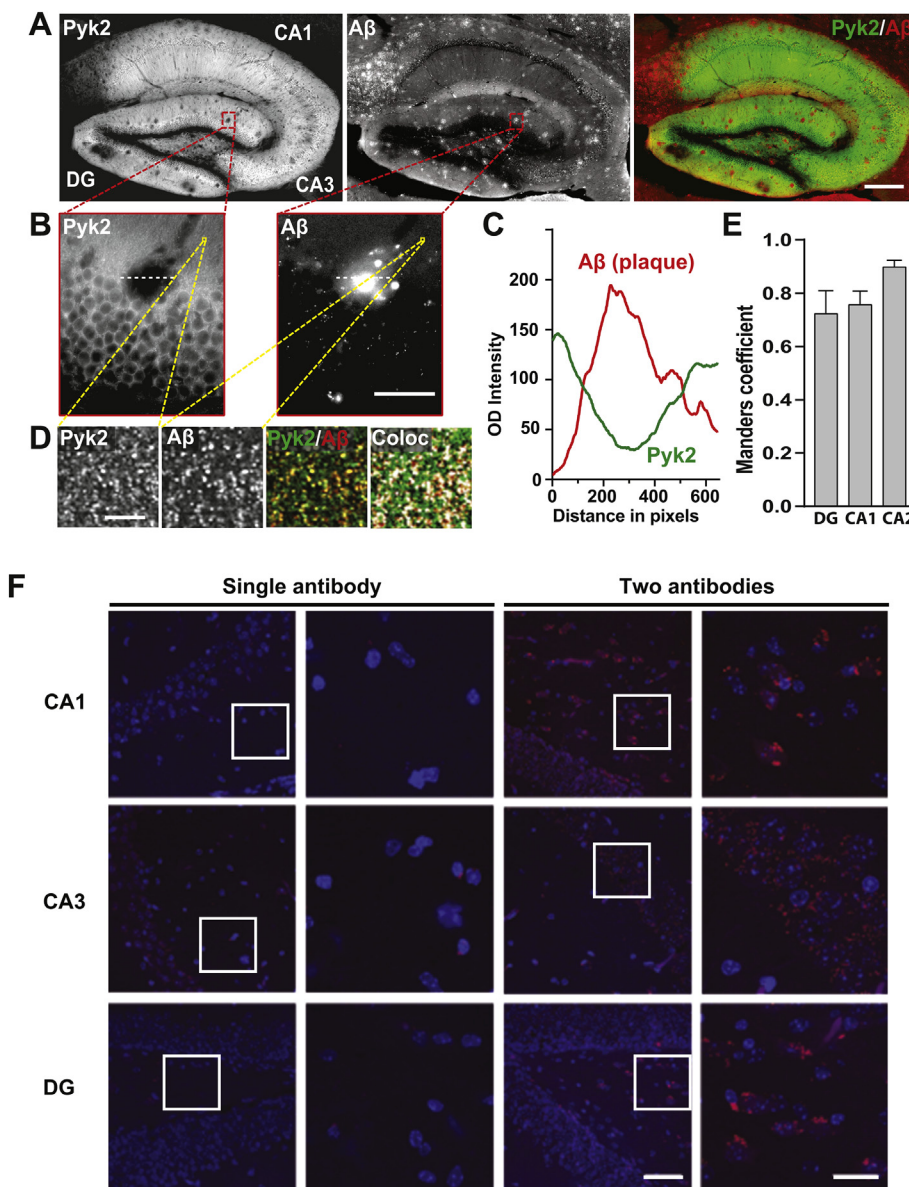 A
Pyk2
CA1
DG
CA3
Aβ
Pyk2/Aβ
B
Pyk2
Aβ
C
Aβ (plaque)
Pyk2
OD Intensity
200
150
100
50
0
0
200
400
600
Distance in pixels
D
Pyk2
Aβ
Pyk2/Aβ
Coloc
E
Manders coefficient
1.0
0.8
0.6
0.4
0.2
0.0
DG CA1 CA2
F
Single antibody
Two antibodies
CA1
CA3
DG